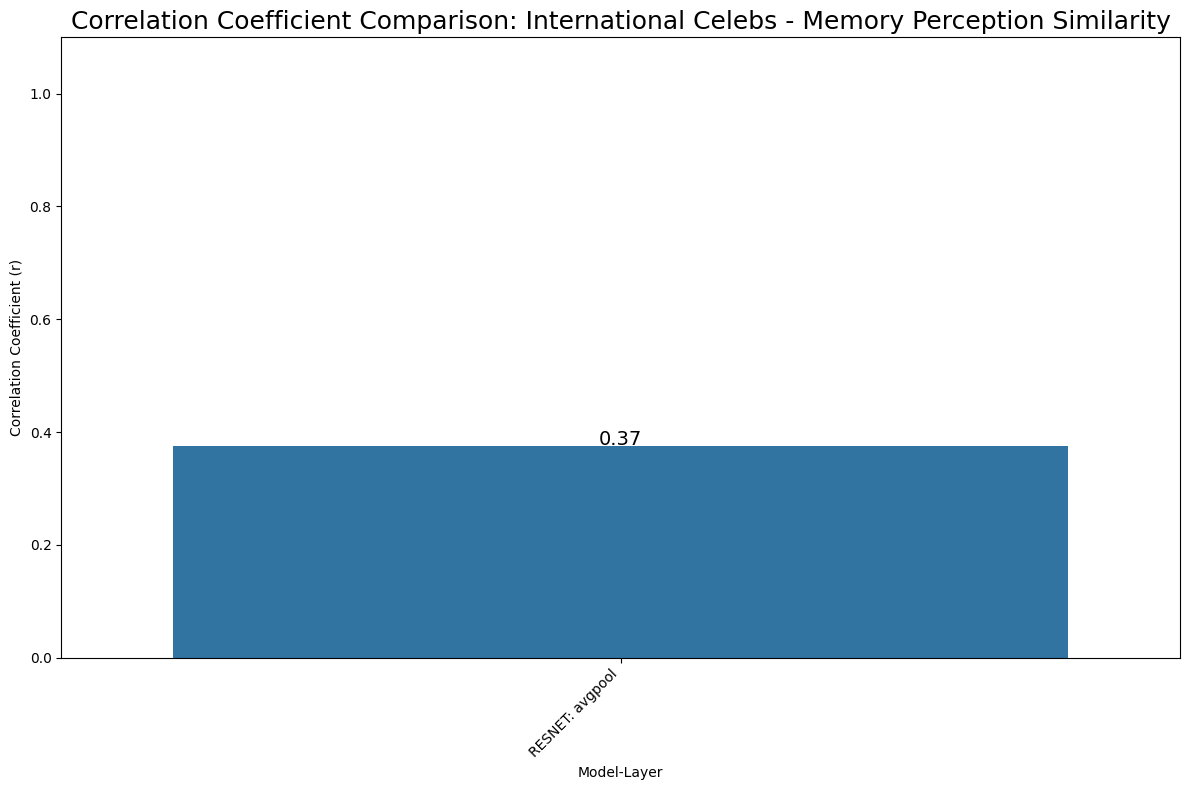 Correlation Coefficient Comparison: International Celebs - Memory Perception Similarity
Correlation Coefficient (r)
1.0
0.8
0.6
0.4
0.2
0.0
0.37
RESNET: avgpool
Model-Layer